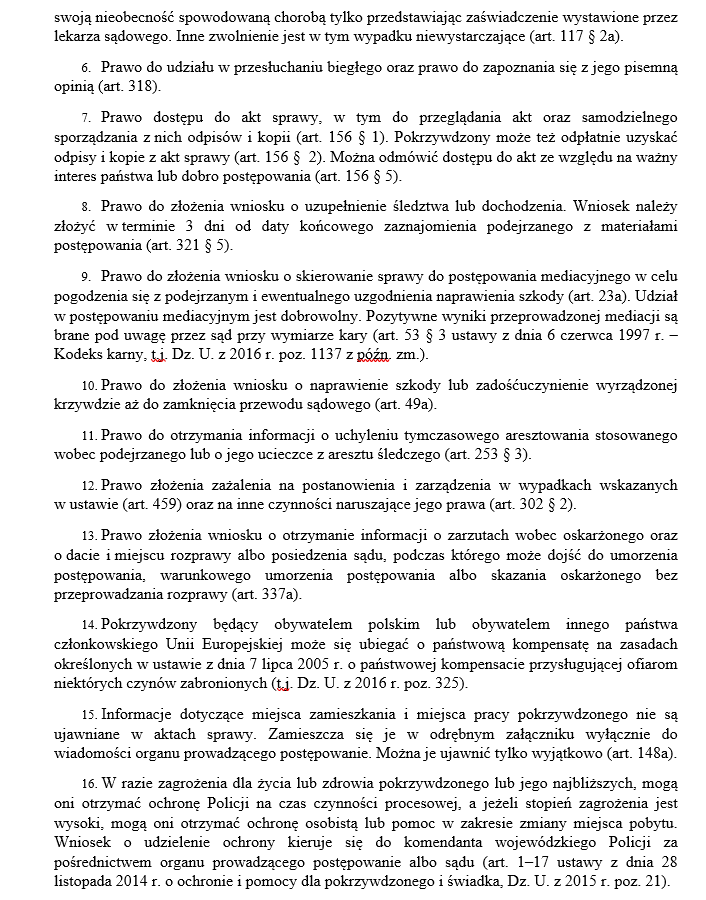 swoją nieobecność spowodowaną chorobą tylko przedstawiając zaświadczenie wystawione przez
lekarza sądowego. Inne zwolnienie jest w tym wypadku niewystarczające (art. 117 § 2a).
6. Prawo do udziału w przesłuchaniu biegłego oraz prawo do zapoznania się z jego pisemną
opinią (art. 318).
7. Prawo dostępu do akt sprawy, w tym do przeglądania akt oraz samodzielnego
sporządzania z nich odpisów i kopii (art. 156 § 1). Pokrzywdzony może też odpłatnie uzyskać
odpisy i kopie z akt sprawy (art. 156 § 2). Można odmówić dostępu do akt ze względu na ważny
interes państwa lub dobro postępowania (art. 156 § 5).
8. Prawo do złożenia wniosku o uzupełnienie śledztwa lub dochodzenia. Wniosek należy
złożyć w terminie 3 dni od daty końcowego zaznajomienia podejrzanego z materiałami
postępowania (art. 321 § 5).
9. Prawo do złożenia wniosku o skierowanie sprawy do postępowania mediacyjnego w celu
pogodzenia się z podejrzanym i ewentualnego uzgodnienia naprawienia szkody (art. 23a). Udział
w postępowaniu mediacyjnym jest dobrowolny. Pozytywne wyniki przeprowadzonej mediacji są
brane pod uwagę przez sąd przy wymiarze kary (art. 53 § 3 ustawy z dnia 6 czerwca 1997 r. –
Kodeks karny, t.j. Dz. U. z 2016 r. poz. 1137 z późn. zm.).
10. Prawo do złożenia wniosku o naprawienie szkody lub zadośćuczynienie wyrządzonej
krzywdzie aż do zamknięcia przewodu sądowego (art. 49a).
11. Prawo do otrzymania informacji o uchyleniu tymczasowego aresztowania stosowanego
wobec podejrzanego lub o jego ucieczce z aresztu śledczego (art. 253 § 3).
12. Prawo złożenia zażalenia na postanowienia i zarządzenia w wypadkach wskazanych
w ustawie (art. 459) oraz na inne czynności naruszające jego prawa (art. 302 § 2).
13. Prawo złożenia wniosku o otrzymanie informacji o zarzutach wobec oskarżonego oraz
o dacie i miejscu rozprawy albo posiedzenia sądu, podczas którego może dojść do umorzenia
postępowania, warunkowego umorzenia postępowania albo skazania oskarżonego bez
przeprowadzania rozprawy (art. 337a).
14. Pokrzywdzony będący obywatelem polskim lub obywatelem innego państwa
członkowskiego Unii Europejskiej może się ubiegać o państwową kompensatę na zasadach
określonych w ustawie z dnia 7 lipca 2005 r. o państwowej kompensacie przysługującej ofiarom
niektórych czynów zabronionych (t.j. Dz. U. z 2016 r. poz. 325).
15. Informacje dotyczące miejsca zamieszkania i miejsca pracy pokrzywdzonego nie są
ujawniane w aktach sprawy. Zamieszcza się je w odrębnym załączniku wyłącznie do
wiadomości organu prowadzącego postępowanie. Można je ujawnić tylko wyjątkowo (art. 148a).
16. W razie zagrożenia dla życia lub zdrowia pokrzywdzonego lub jego najbliższych, mogą
oni otrzymać ochronę Policji na czas czynności procesowej, a jeżeli stopień zagrożenia jest
wysoki, mogą oni otrzymać ochronę osobistą lub pomoc w zakresie zmiany miejsca pobytu.
Wniosek o udzielenie ochrony kieruje się do komendanta wojewódzkiego Policji za
pośrednictwem organu prowadzącego postępowanie albo sądu (art. 1–17 ustawy z dnia 28
listopada 2014 r. o ochronie i pomocy dla pokrzywdzonego i świadka, Dz. U. z 2015 r. poz. 21).